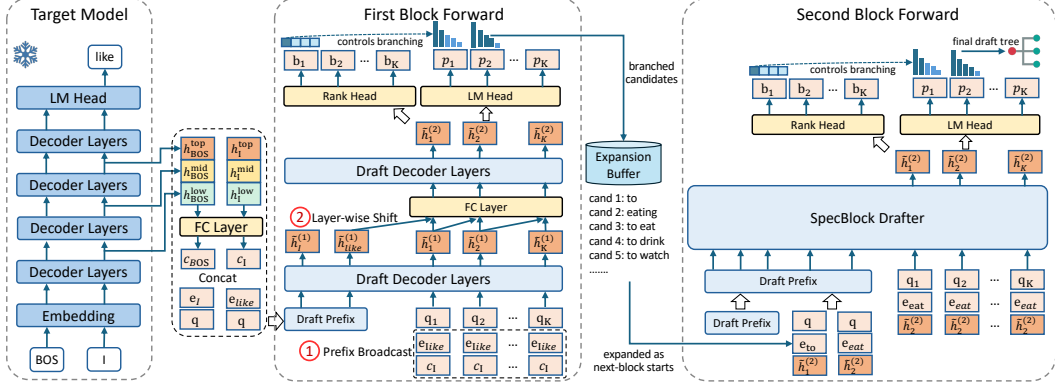 Target Model
like
LM Head
Decoder Layers
Decoder Layers
Decoder Layers
Decoder Layers
Embedding
BOS
I
h_BOS^top h_I^top
h_BOS^mid h_I^mid
h_BOS^low h_I^low
FC Layer
c_BOS c_I
Concat
e_I e_like
q q
First Block Forward
controls branching
b_1 b_2 ... b_K
p_1 p_2 ... p_K
Rank Head
LM Head
h̃_1^(2) h̃_2^(2) h̃_K^(2)
Draft Decoder Layers
FC Layer
② Layer-wise Shift
h̃_I^(1) h̃_like^(1) h̃_1^(1) h̃_2^(1) h̃_K^(1)
Draft Decoder Layers
Draft Prefix
q_1 q_2 ... q_K
① Prefix Broadcast
e_like e_like ... e_like
c_I c_I ... c_I
branched
candidates
Expansion
Buffer
cand 1: to
cand 2: eating
cand 3: to eat
cand 4: to drink
cand 5: to watch
.......
expanded as
next-block starts
Second Block Forward
final draft tree
controls branching
b_1 b_2 ... b_K
p_1 p_2 ... p_K
Rank Head
LM Head
h̃_1^(2) h̃_2^(2) h̃_K^(2)
SpecBlock Drafter
Draft Prefix
Draft Prefix
q q
e_to e_eat
h̃_1^(2) h̃_2^(2)
q_1 q_2 ... q_K
e_eat e_eat ... e_eat
h̃_2^(2) h̃_2^(2) ... h̃_2^(2)